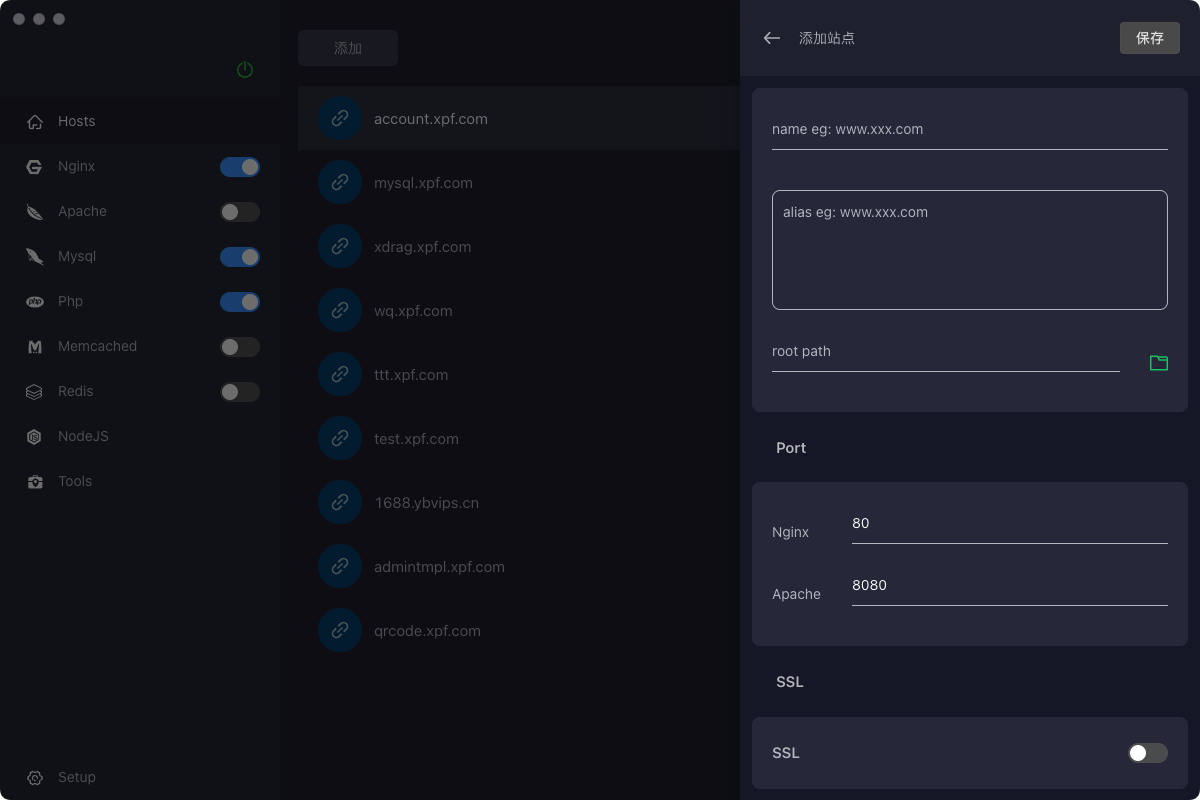 Hosts
Nginx
Apache
Mysql
php
Php
Memcached
Redis
NodeJS
Tools
Setup
添加
account.xpf.com
mysql.xpf.com
xdrag.xpf.com
wq.xpf.com
ttt.xpf.com
test.xpf.com
1688.ybvips.cn
admintmpl.xpf.com
qrcode.xpf.com
添加站点
保存
name eg: www.xxx.com
alias eg: www.xxx.com
root path
Port
Nginx
80
Apache
8080
SSL
SSL